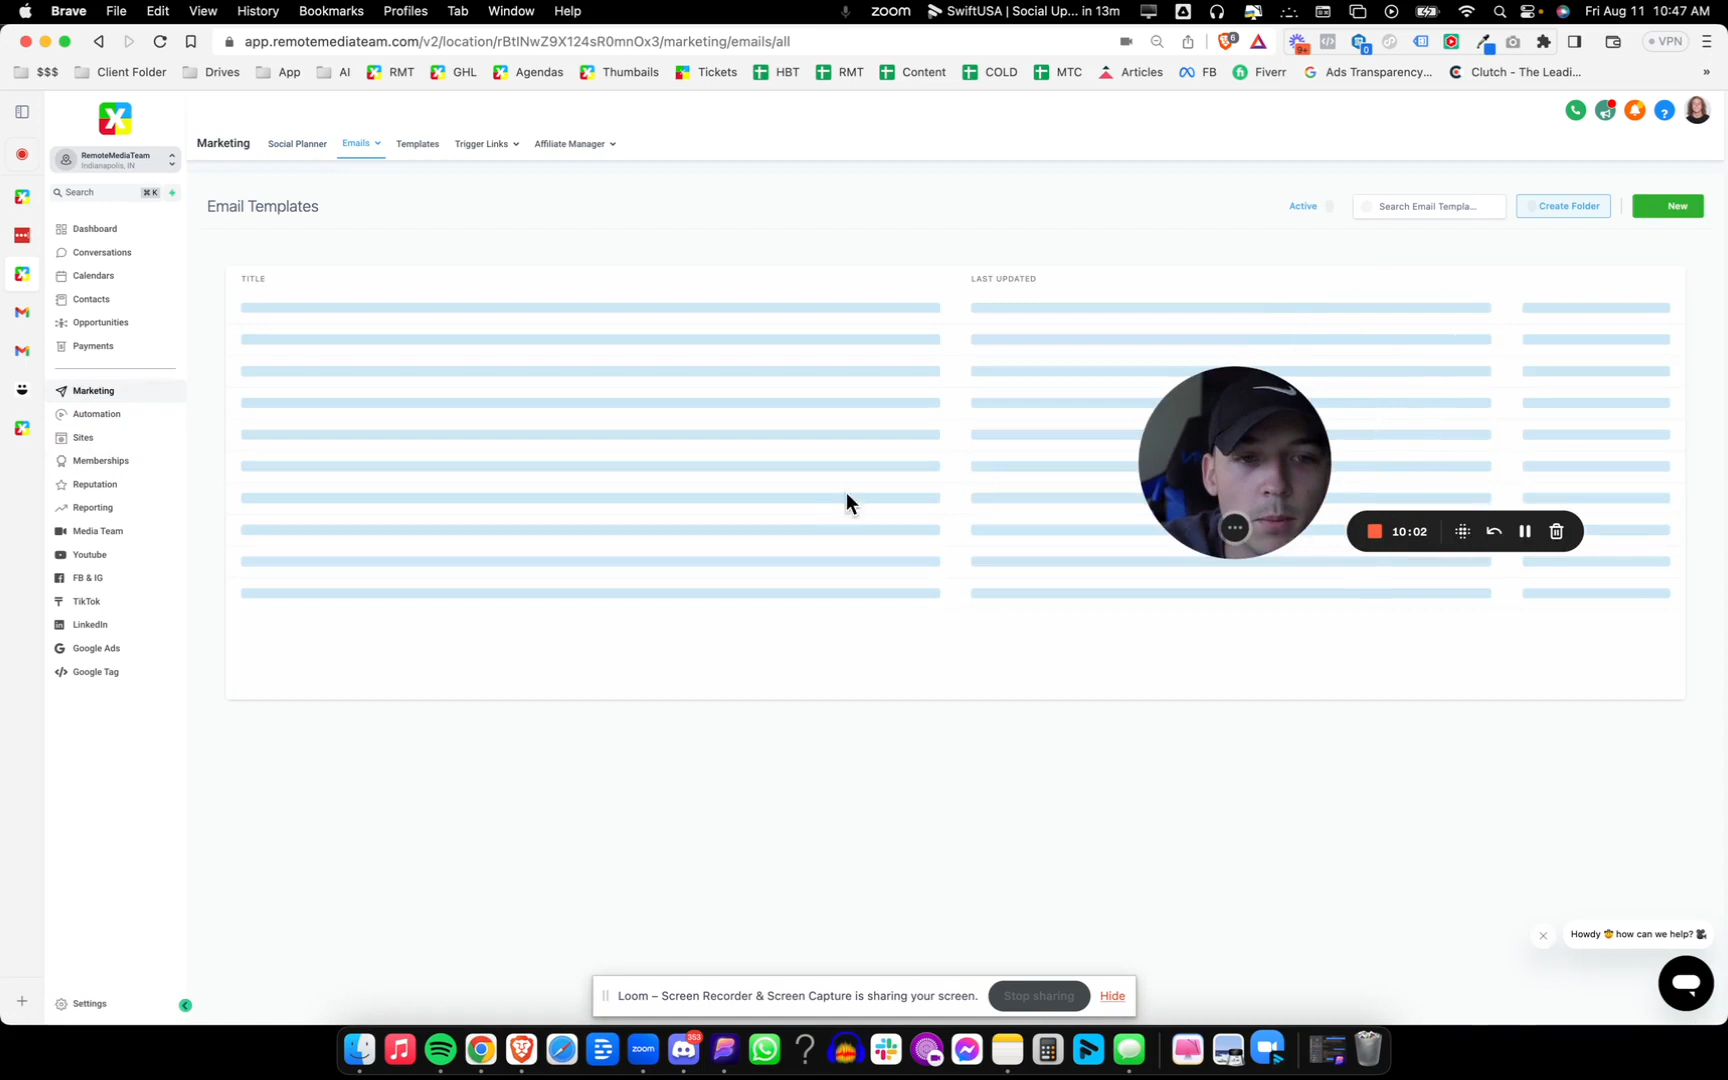 Brave File Edit View History Bookmarks Profiles Tab Window Help zoom SwiftUSA | Social Up... in 13m Fri Aug 11 10:47 AM
app.remotemediateam.com/v2/location/rBtINwZ9X124sR0mnOx3/marketing/emails/all 6 9+ 0 VPN
$$$ Client Folder Drives App AI RMT GHL Agendas Thumbails Tickets HBT RMT Content COLD MTC Articles FB Fiverr Ads Transparency... Clutch - The Leadi... »
RemoteMediaTeam
Indianapolis, IN
Search ⌘ K
Dashboard
Conversations
Calendars
Contacts
Opportunities
Payments
Marketing
Automation
Sites
Memberships
Reputation
Reporting
Media Team
Youtube
FB & IG
TikTok
LinkedIn
Google Ads
Google Tag
Settings
Marketing Social Planner Emails Templates Trigger Links Affiliate Manager
Email Templates Active Search Email Templa... Create Folder New
TITLE LAST UPDATED
10:02
Howdy 🤠 how can we help? 🎥
Loom – Screen Recorder & Screen Capture is sharing your screen. Stop sharing Hide
zoom 353